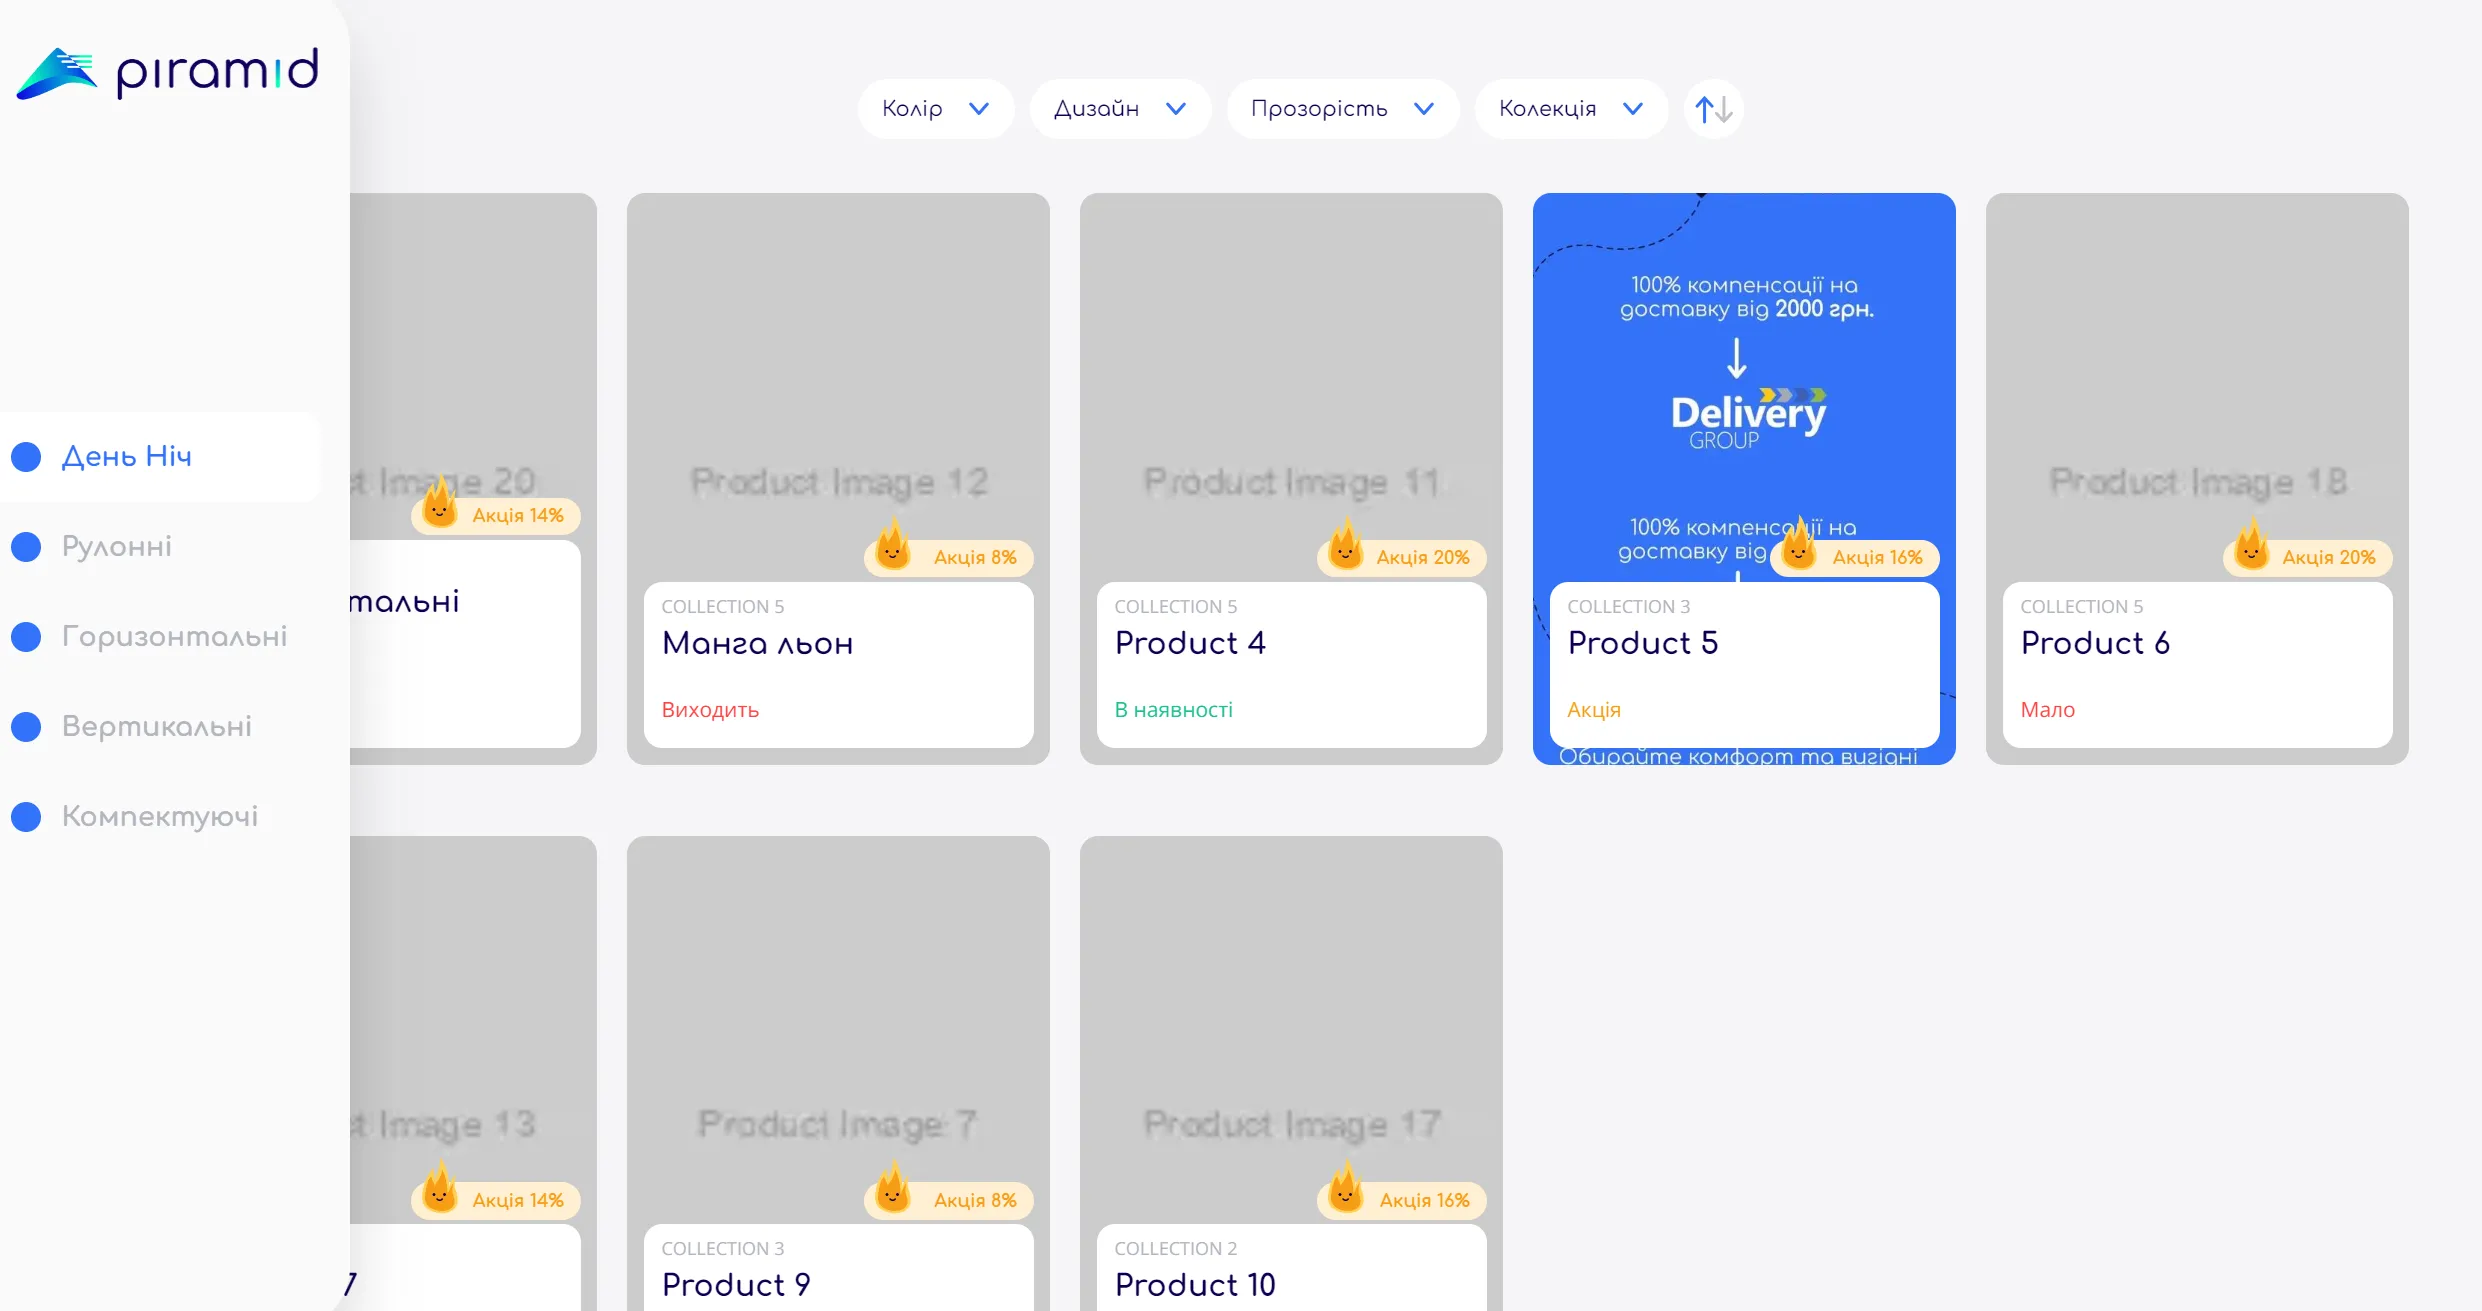 piramid
Колір
Дизайн
Прозорість
Колекція
День Ніч
Рулонні
Горизонтальні
Вертикальні
Компектуючі
Image 20
Акція 14%
тальні
Product Image 12
Акція 8%
COLLECTION 5
Манга льон
Виходить
Product Image 11
Акція 20%
COLLECTION 5
Product 4
В наявності
100% компенсації на
доставку від 2000 грн.
Delivery
GROUP
100% компенсації на
доставку від
Акція 16%
COLLECTION 3
Product 5
Акція
Обирайте комфорт та вигідні
Product Image 18
Акція 20%
COLLECTION 5
Product 6
Мало
Image 13
Акція 14%
7
Product Image 7
Акція 8%
COLLECTION 3
Product 9
Product Image 17
Акція 16%
COLLECTION 2
Product 10